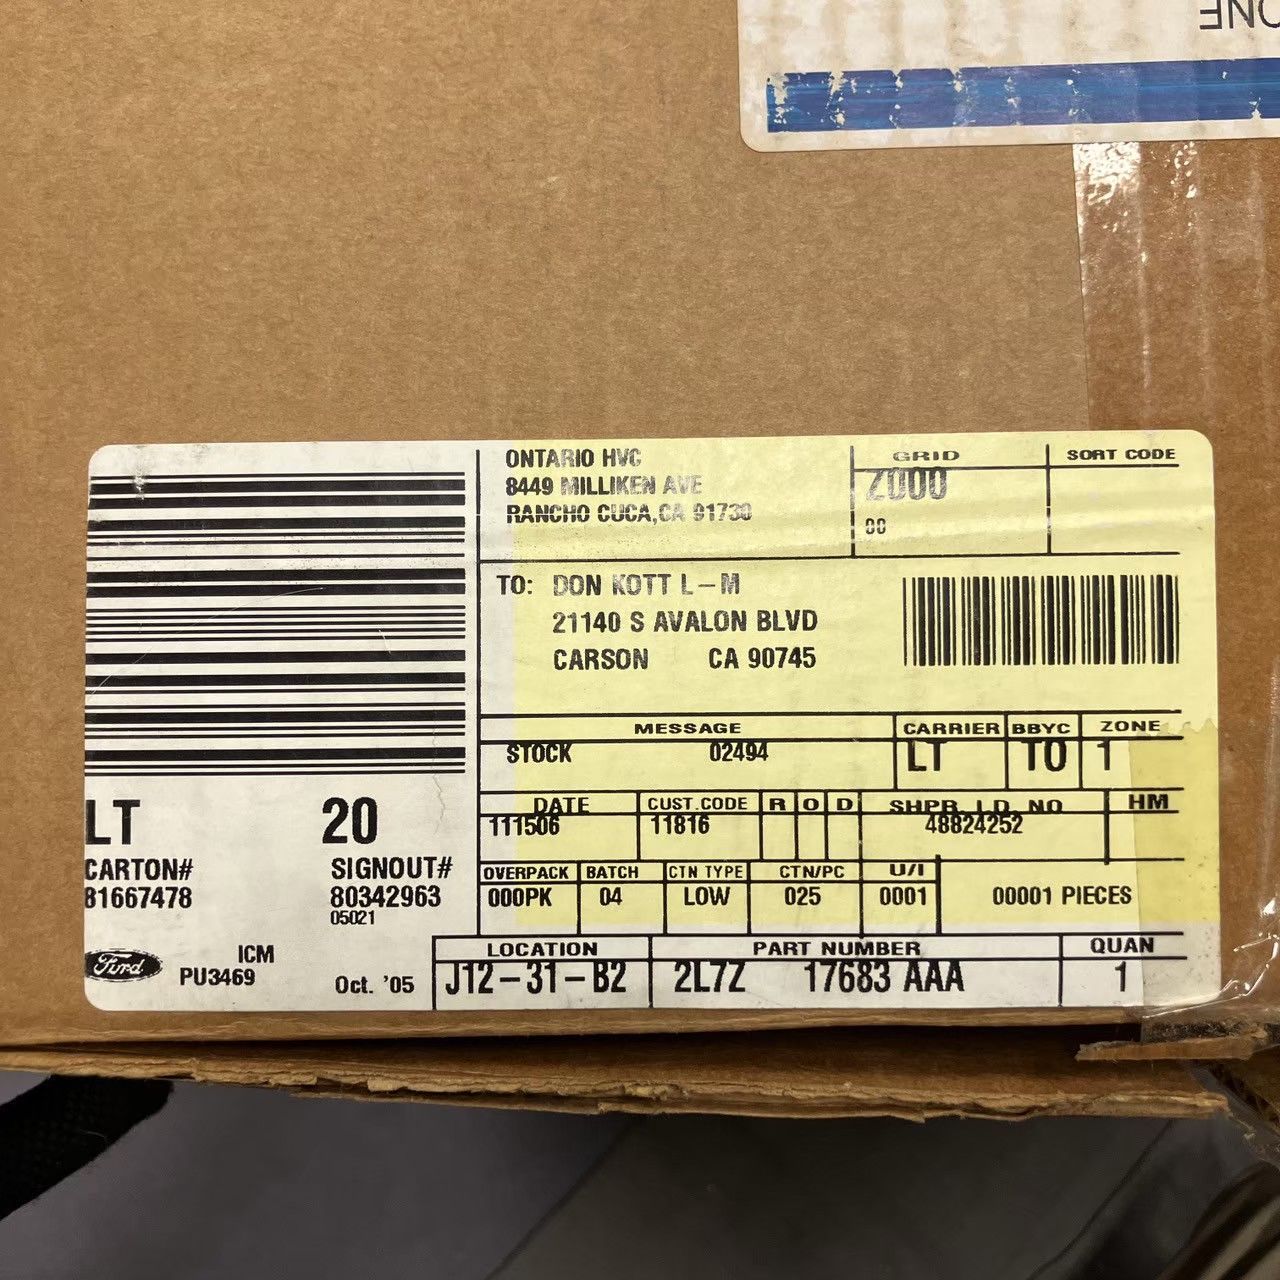 ONE
ONTARIO HVC
8449 MILLIKEN AVE
RANCHO CUCA,CA 91730
GRID
Z000
00
SORT CODE
TO: DON KOTT L-M
21140 S AVALON BLVD
CARSON CA 90745
MESSAGE CARRIER BBYC ZONE
STOCK 02494 LT TO 1
DATE CUST.CODE R O D SHPR. I.D. NO HM
111506 11816 48824252
OVERPACK BATCH CTN TYPE CTN/PC U/I
000PK 04 LOW 025 0001 00001 PIECES
LOCATION PART NUMBER QUAN
J12-31-B2 2L7Z 17683 AAA 1
LT 20
CARTON# SIGNOUT#
81667478 80342963
05021
Ford
ICM
PU3469 Oct. '05